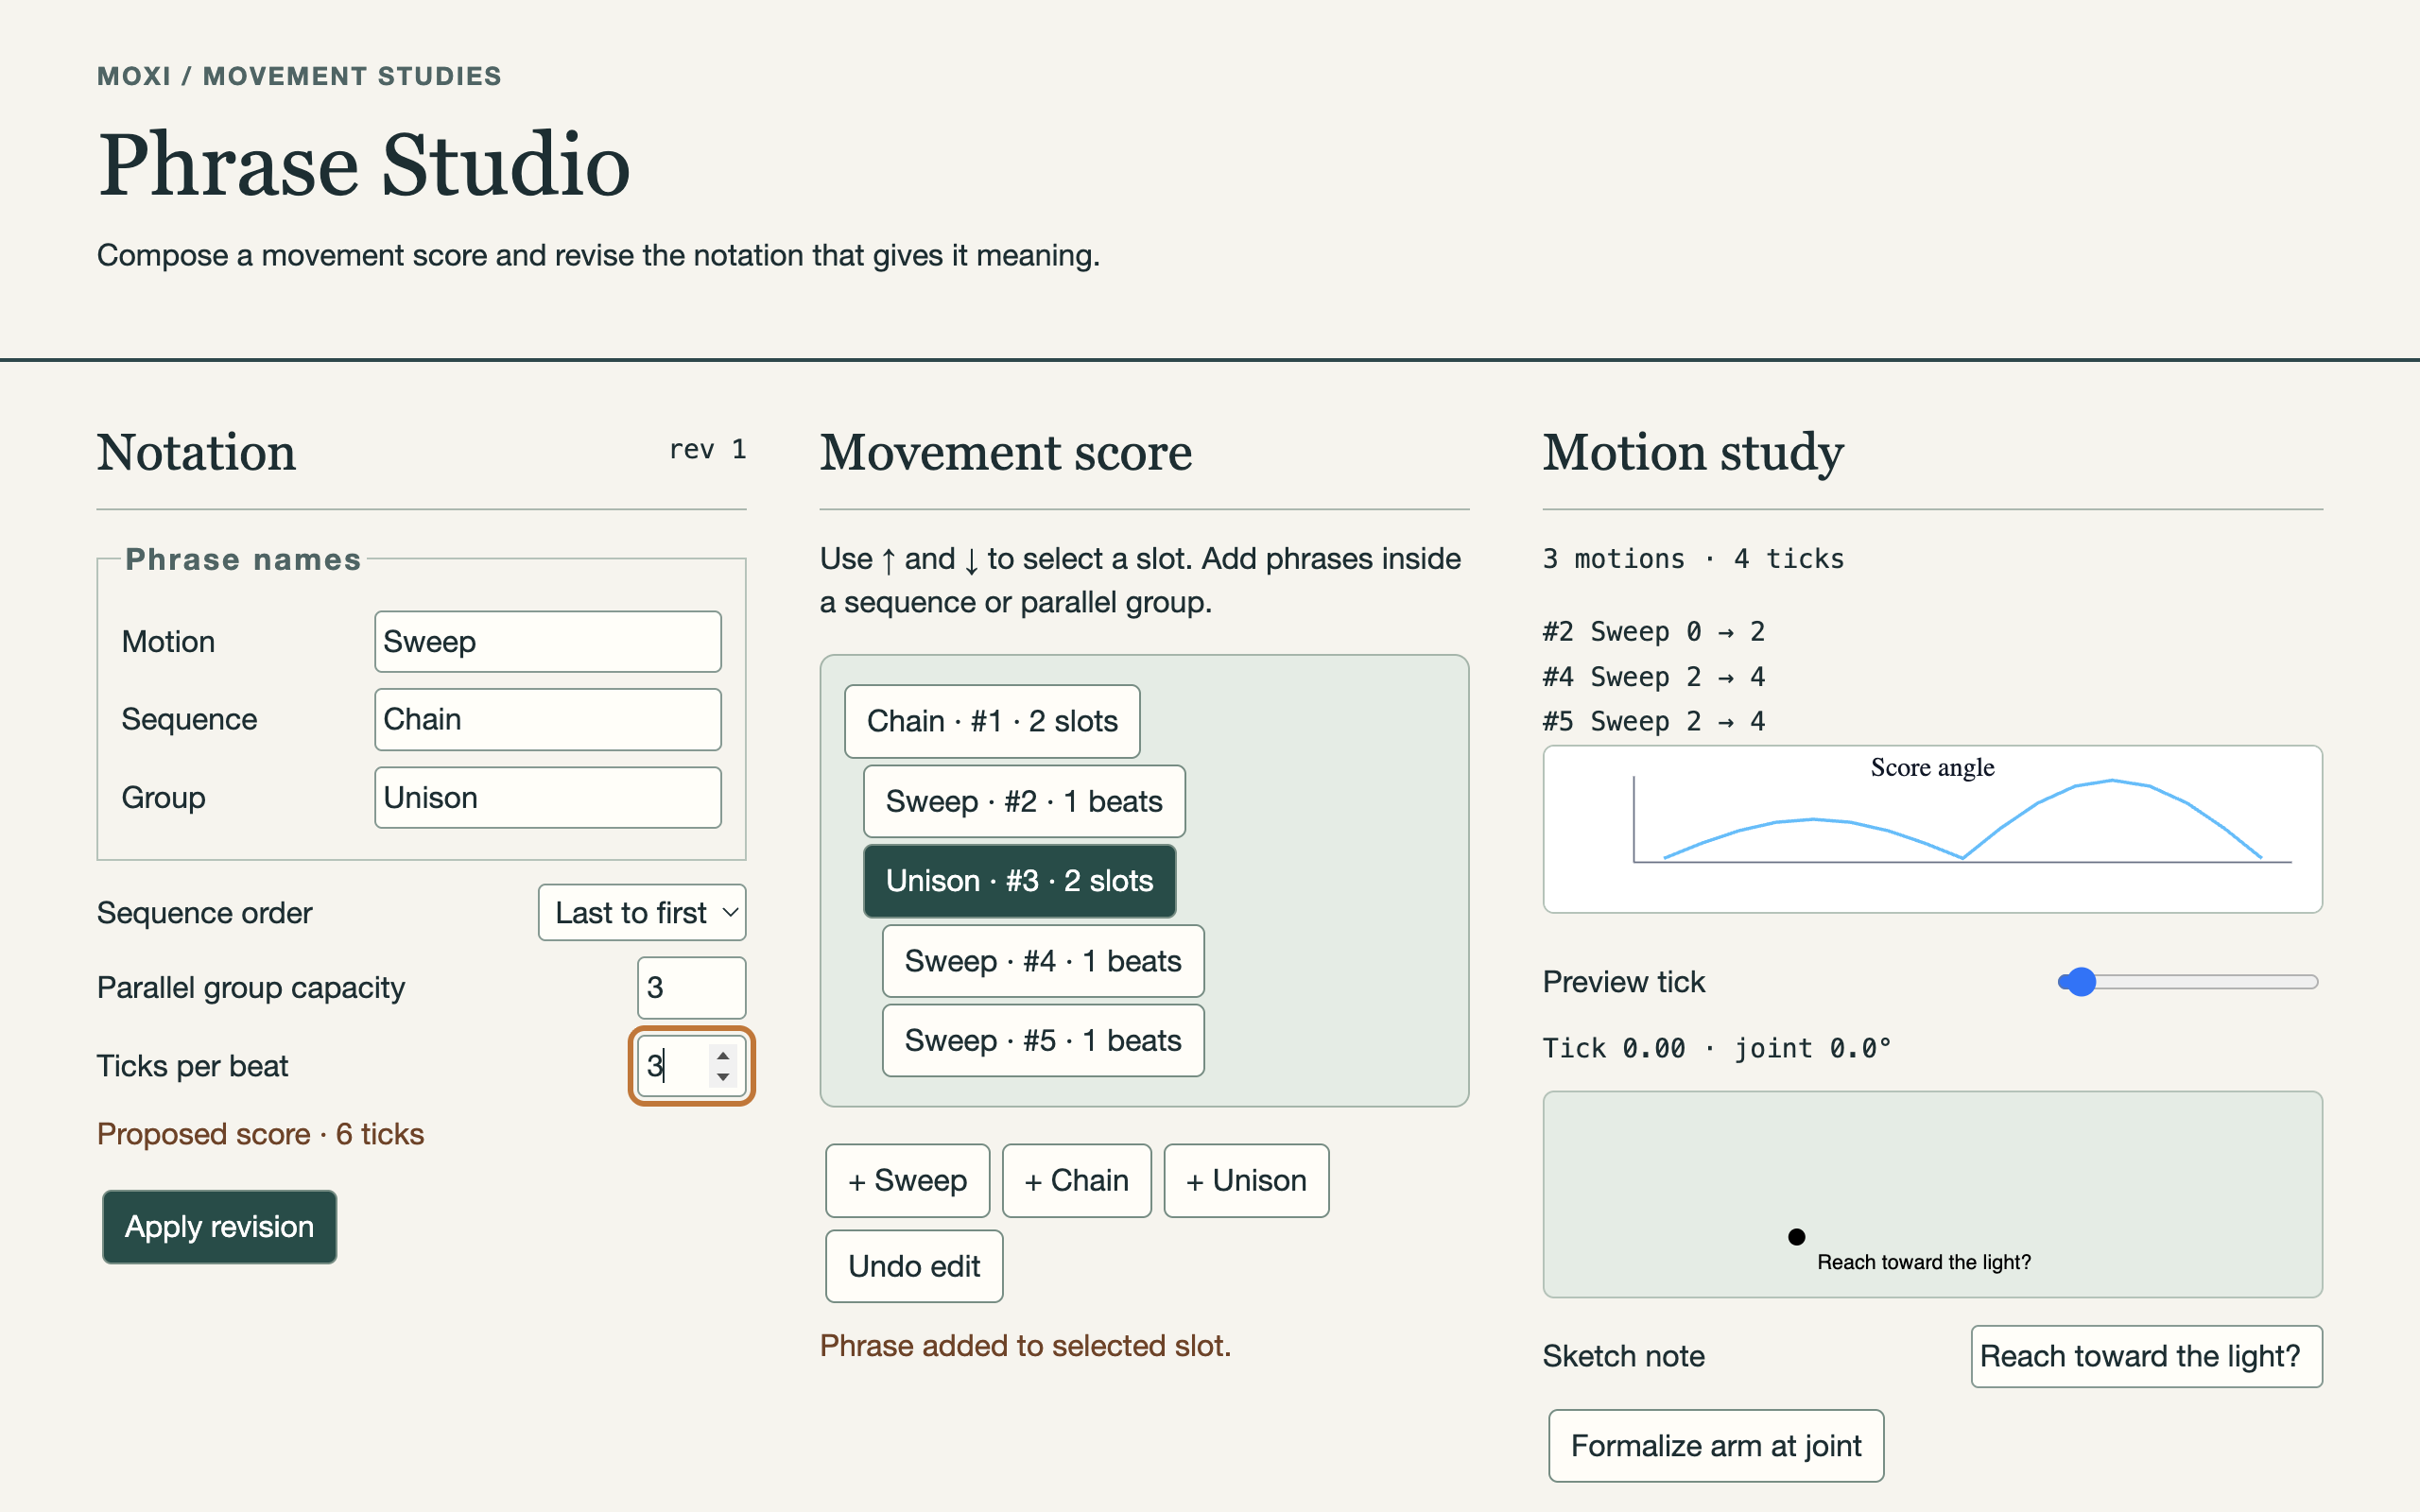 MOXI / MOVEMENT STUDIES
Phrase Studio
Compose a movement score and revise the notation that gives it meaning.
Notation
rev 1
Phrase names
Motion
Sweep
Sequence
Chain
Group
Unison
Sequence order
Last to first
Parallel group capacity
3
Ticks per beat
3
Proposed score · 6 ticks
Apply revision
Movement score
Use ↑ and ↓ to select a slot. Add phrases inside
a sequence or parallel group.
Chain · #1 · 2 slots
Sweep · #2 · 1 beats
Unison · #3 · 2 slots
Sweep · #4 · 1 beats
Sweep · #5 · 1 beats
+ Sweep
+ Chain
+ Unison
Undo edit
Phrase added to selected slot.
Motion study
3 motions · 4 ticks
#2 Sweep 0 → 2
#4 Sweep 2 → 4
#5 Sweep 2 → 4
Score angle
Preview tick
Tick 0.00 · joint 0.0°
Reach toward the light?
Sketch note
Reach toward the light?
Formalize arm at joint